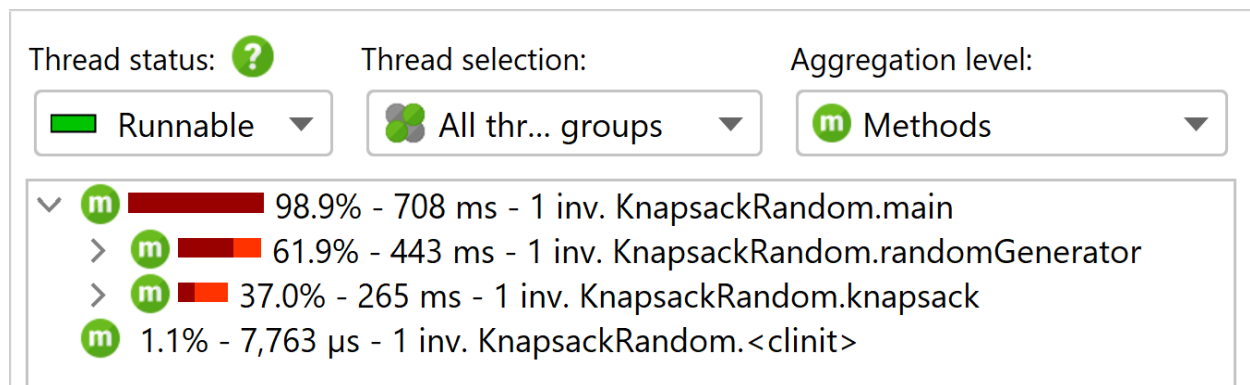 Thread status: ? Thread selection: Aggregation level:
Runnable All thr... groups m Methods
m 98.9% - 708 ms - 1 inv. KnapsackRandom.main
m 61.9% - 443 ms - 1 inv. KnapsackRandom.randomGenerator
m 37.0% - 265 ms - 1 inv. KnapsackRandom.knapsack
m 1.1% - 7,763 µs - 1 inv. KnapsackRandom.<clinit>